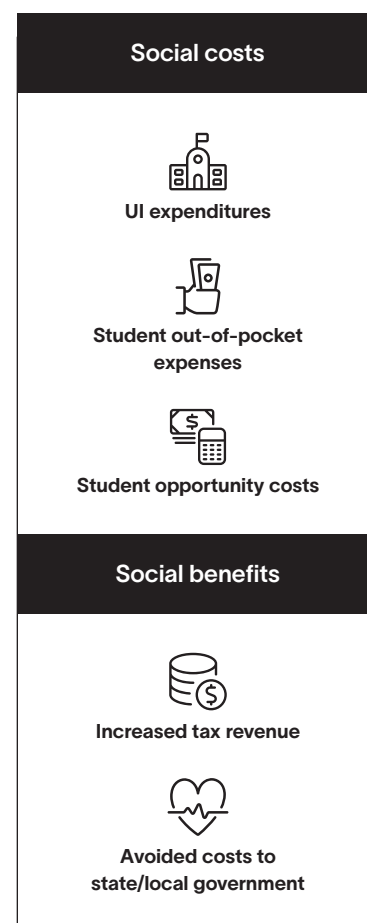 Social costs
UI expenditures
Student out-of-pocket
expenses
$
Student opportunity costs
Social benefits
$
Increased tax revenue
Avoided costs to
state/local government